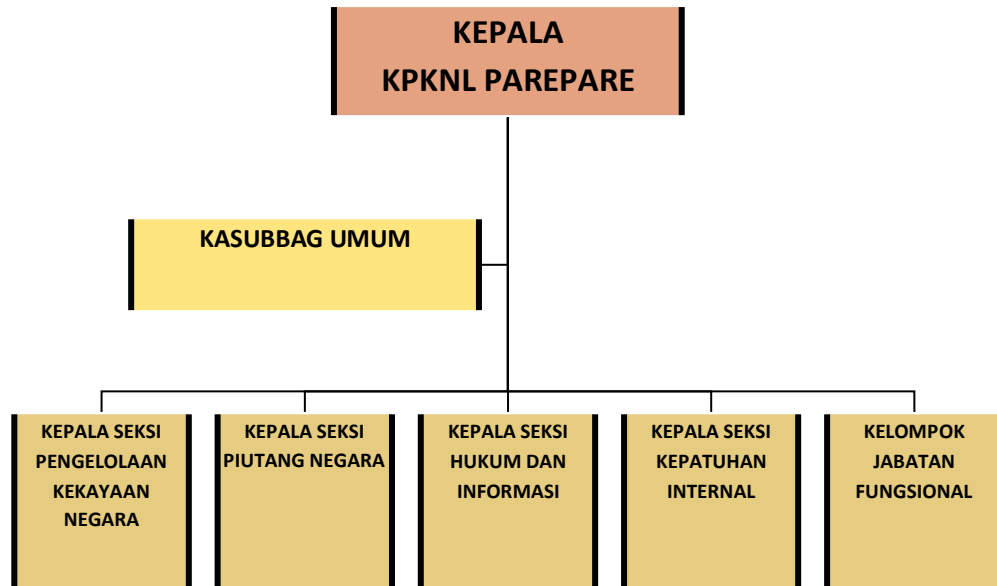 KEPALA
KPKNL PAREPARE
KASUBBAG UMUM
KEPALA SEKSI
PENGELOLAAN
KEKAYAAN
NEGARA
KEPALA SEKSI
PIUTANG NEGARA
KEPALA SEKSI
HUKUM DAN
INFORMASI
KEPALA SEKSI
KEPATUHAN
INTERNAL
KELOMPOK
JABATAN
FUNGSIONAL